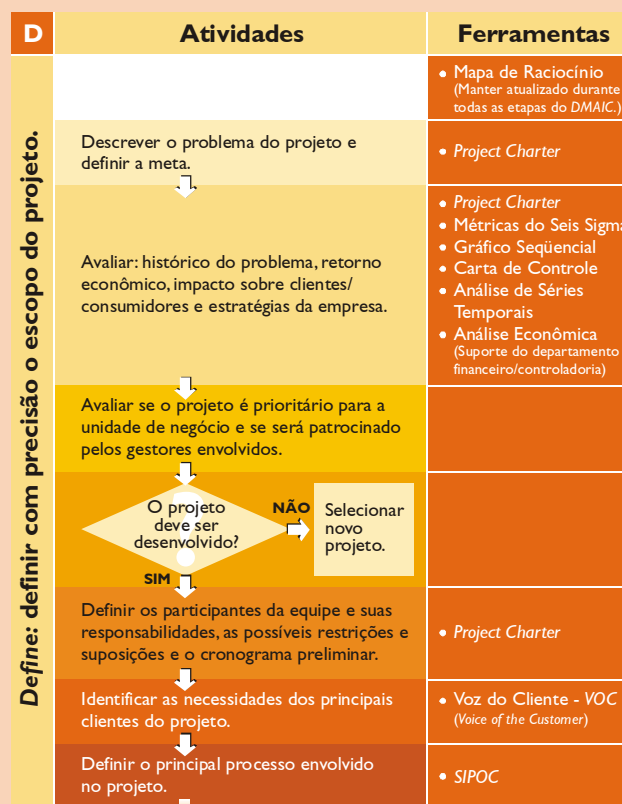 D
Atividades
Ferramentas
Define: definir com precisão o escopo do projeto.
• Mapa de Raciocínio
(Manter atualizado durante
todas as etapas do DMAIC.)
Descrever o problema do projeto e
definir a meta.
• Project Charter
Avaliar: histórico do problema, retorno
econômico, impacto sobre clientes/
consumidores e estratégias da empresa.
• Project Charter
• Métricas do Seis Sigma
• Gráfico Seqüencial
• Carta de Controle
• Análise de Séries
Temporais
• Análise Econômica
(Suporte do departamento
financeiro/controladoria)
Avaliar se o projeto é prioritário para a
unidade de negócio e se será patrocinado
pelos gestores envolvidos.
O projeto
deve ser
desenvolvido?
NÃO
Selecionar
novo
projeto.
SIM
Definir os participantes da equipe e suas
responsabilidades, as possíveis restrições e
suposições e o cronograma preliminar.
• Project Charter
Identificar as necessidades dos principais
clientes do projeto.
• Voz do Cliente - VOC
(Voice of the Customer)
Definir o principal processo envolvido
no projeto.
• SIPOC